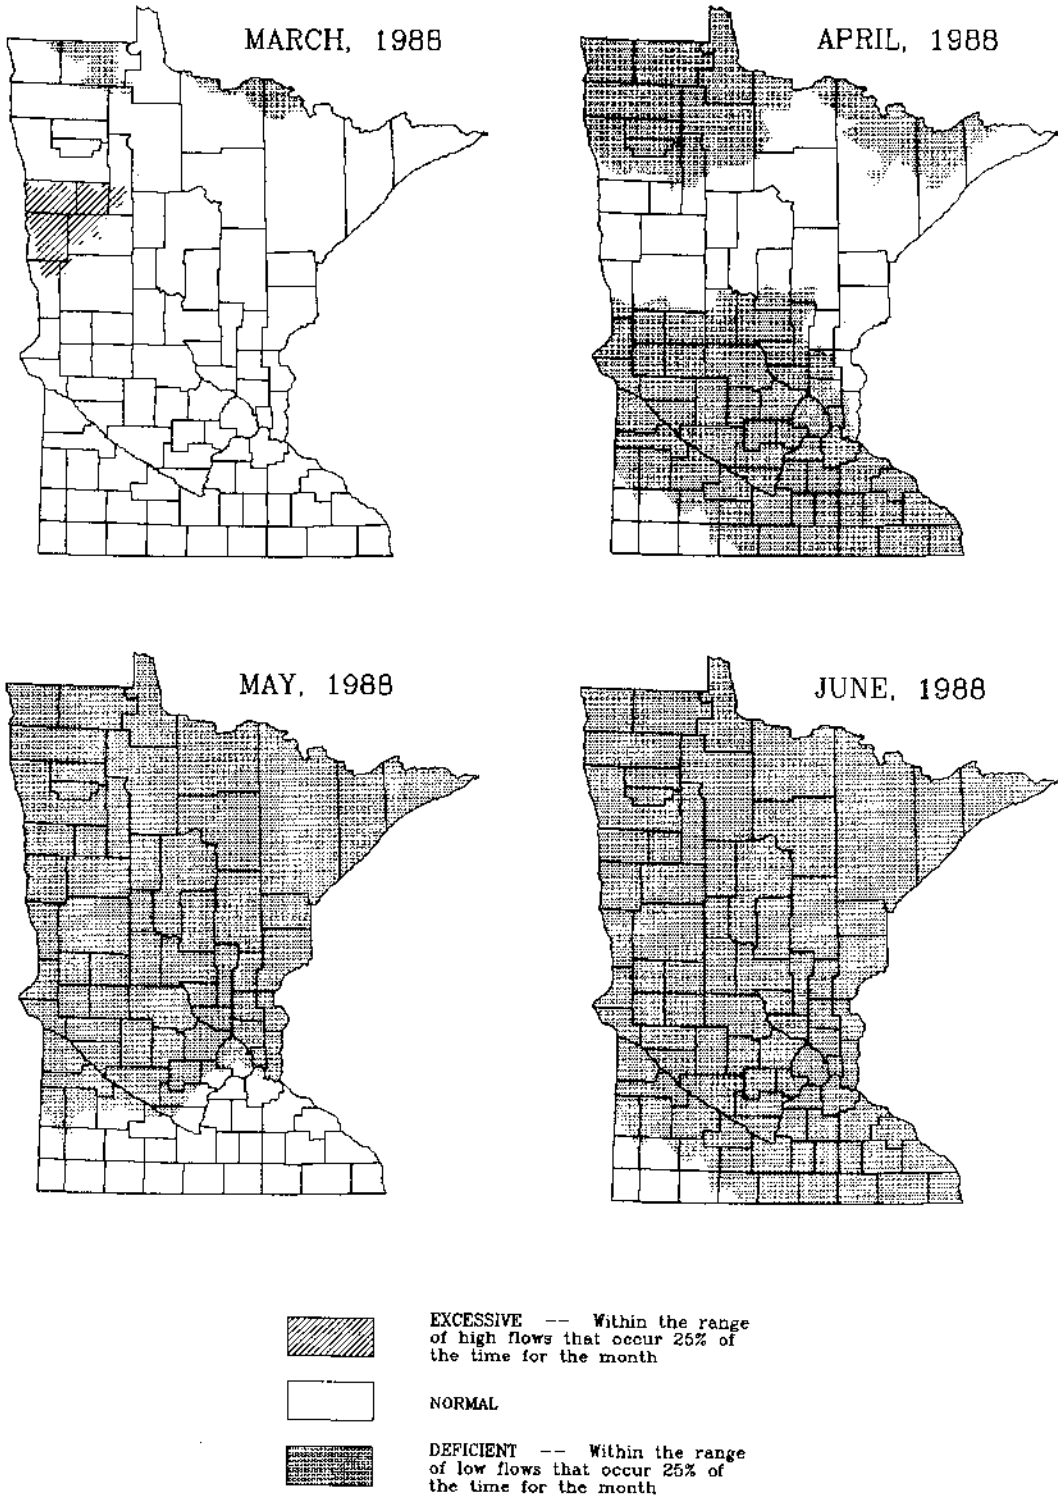 MARCH, 1988
APRIL, 1988
MAY, 1988
JUNE, 1988
EXCESSIVE -- Within the range
of high flows that occur 25% of
the time for the month
NORMAL
DEFICIENT -- Within the range
of low flows that occur 25% of
the time for the month